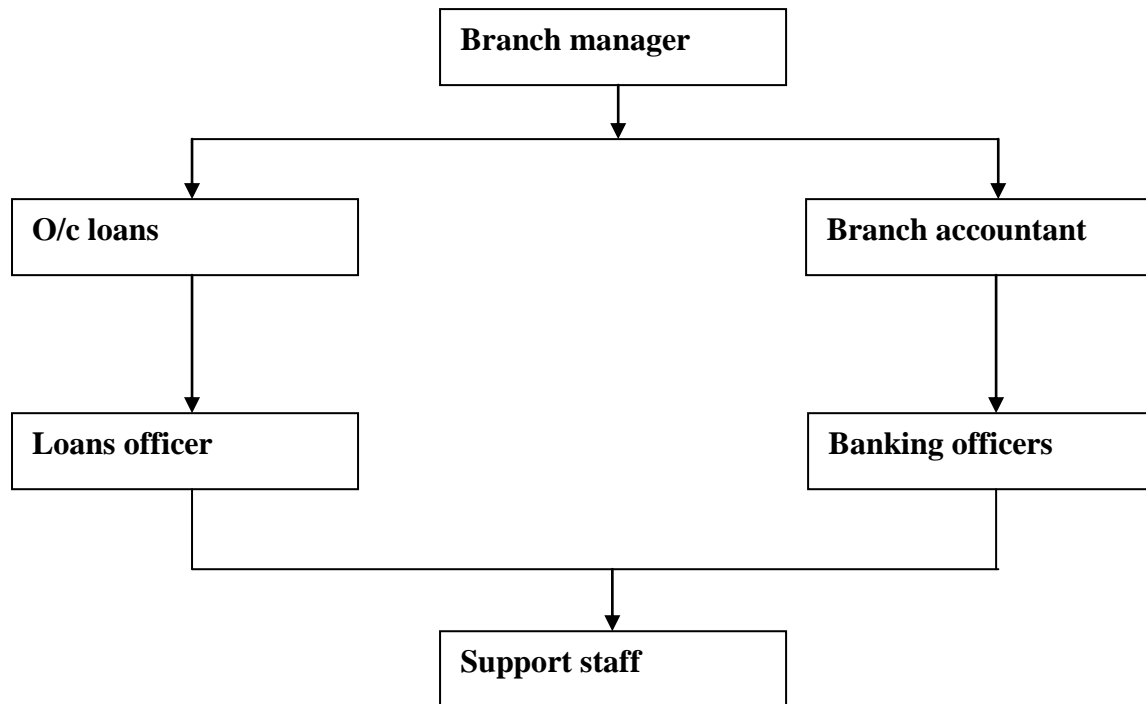 Branch manager
O/c loans
Branch accountant
Loans officer
Banking officers
Support staff